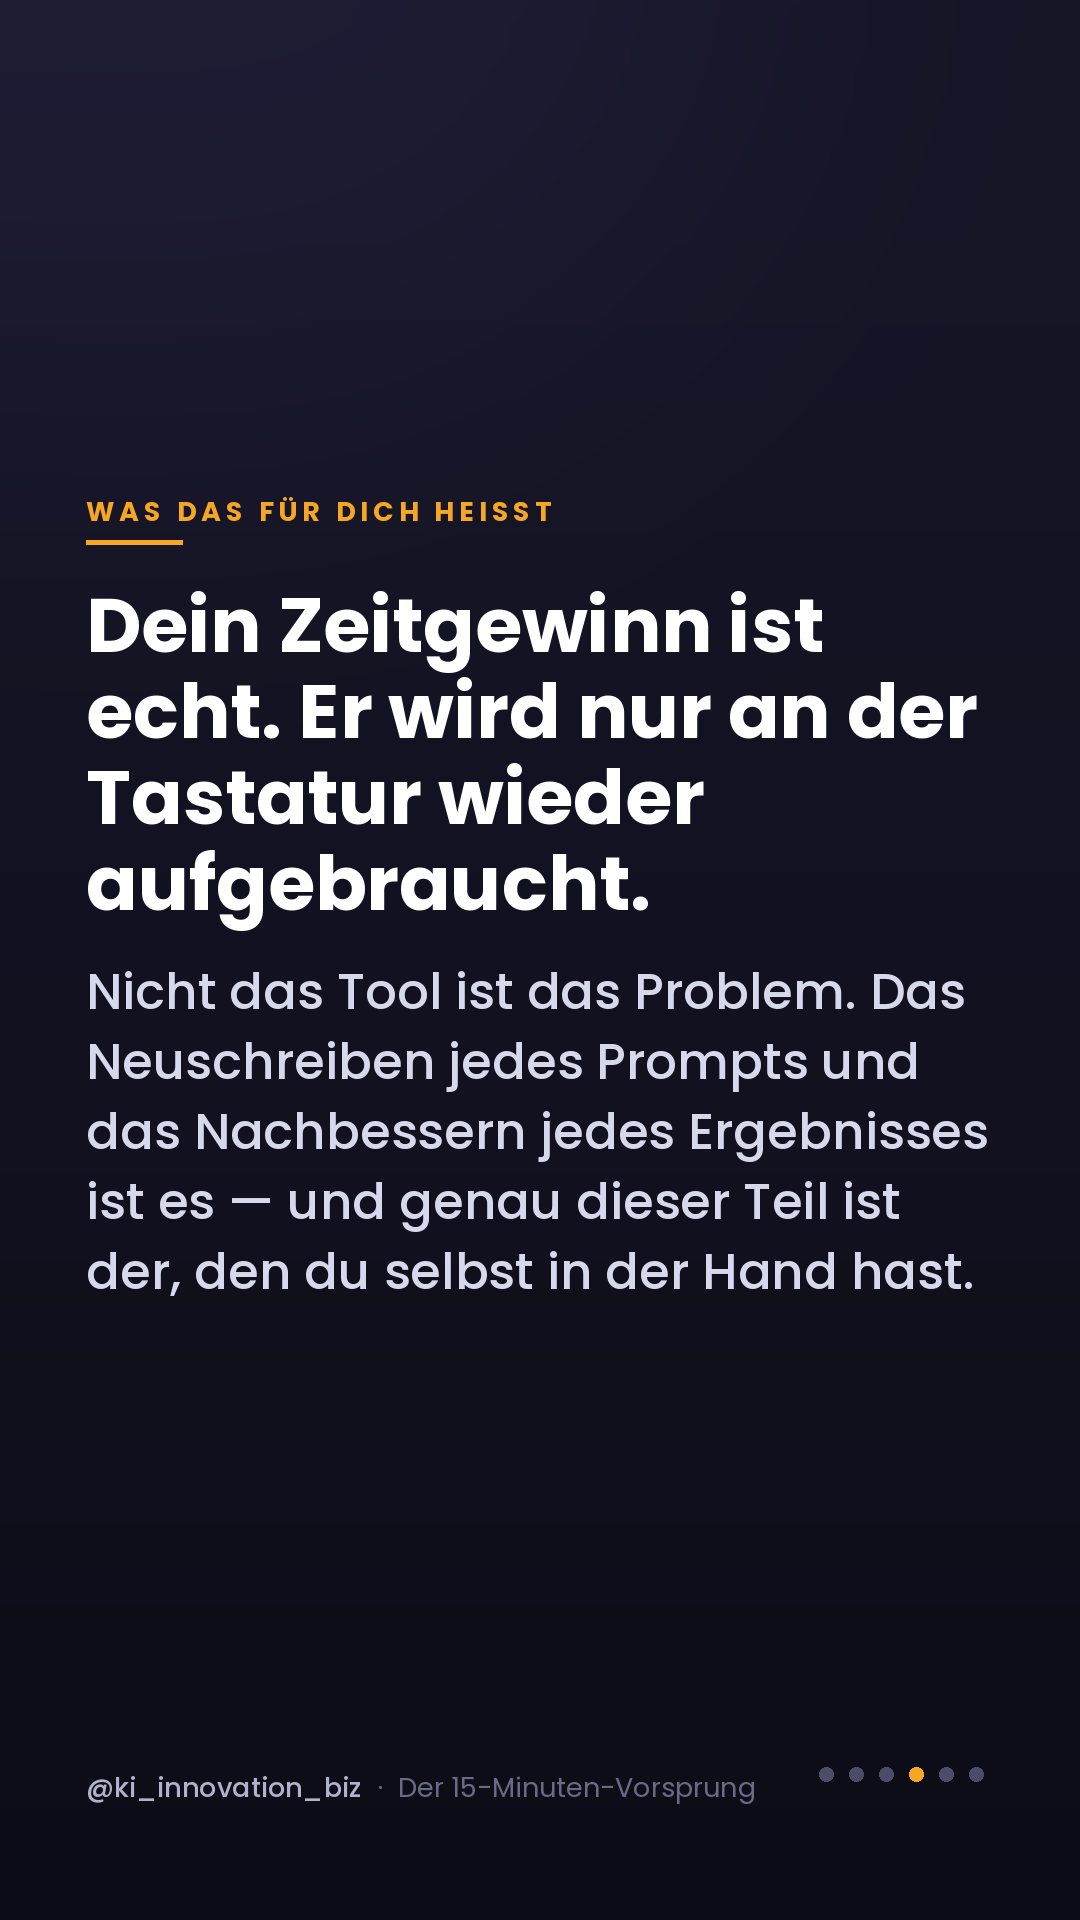 WAS DAS FÜR DICH HEISST
Dein Zeitgewinn ist
echt. Er wird nur an der
Tastatur wieder
aufgebraucht.
Nicht das Tool ist das Problem. Das
Neuschreiben jedes Prompts und
das Nachbessern jedes Ergebnisses
ist es — und genau dieser Teil ist
der, den du selbst in der Hand hast.
@ki_innovation_biz · Der 15-Minuten-Vorsprung